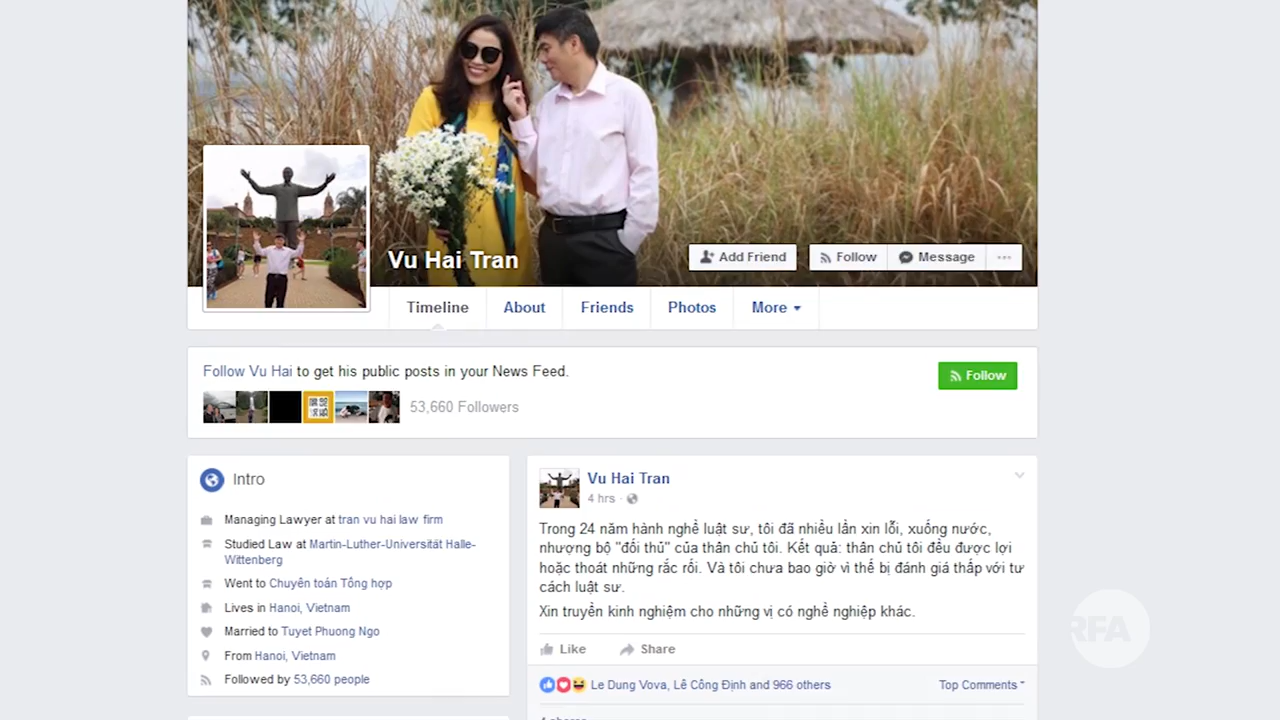 Vu Hai Tran
Add Friend
Follow
Message
Timeline
About
Friends
Photos
More
Follow Vu Hai to get his public posts in your News Feed.
Follow
53,660 Followers
Intro
Managing Lawyer at tran vu hai law firm
Studied Law at Martin-Luther-Universität Halle-
Wittenberg
Went to Chuyên toán Tổng hợp
Lives in Hanoi, Vietnam
Married to Tuyet Phuong Ngo
From Hanoi, Vietnam
Followed by 53,660 people
Vu Hai Tran
4 hrs ·
Trong 24 năm hành nghề luật sư, tôi đã nhiều lần xin lỗi, xuống nước,
nhượng bộ "đối thủ" của thân chủ tôi. Kết quả: thân chủ tôi đều được lợi
hoặc thoát những rắc rối. Và tôi chưa bao giờ vì thế bị đánh giá thấp với tư
cách luật sư.
Xin truyền kinh nghiệm cho những vị có nghề nghiệp khác.
Like
Share
Le Dung Vova, Lê Công Định and 966 others
Top Comments
RFA